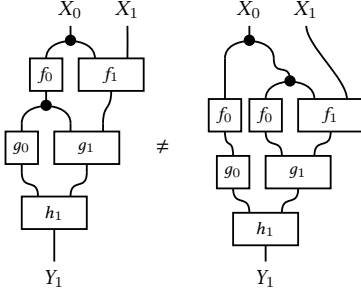 X₀ X₁ X₀ X₁
f₀ f₁
f₀ f₀ f₁
g₀ g₁ ≠ g₀ g₁
h₁ h₁
Y₁ Y₁